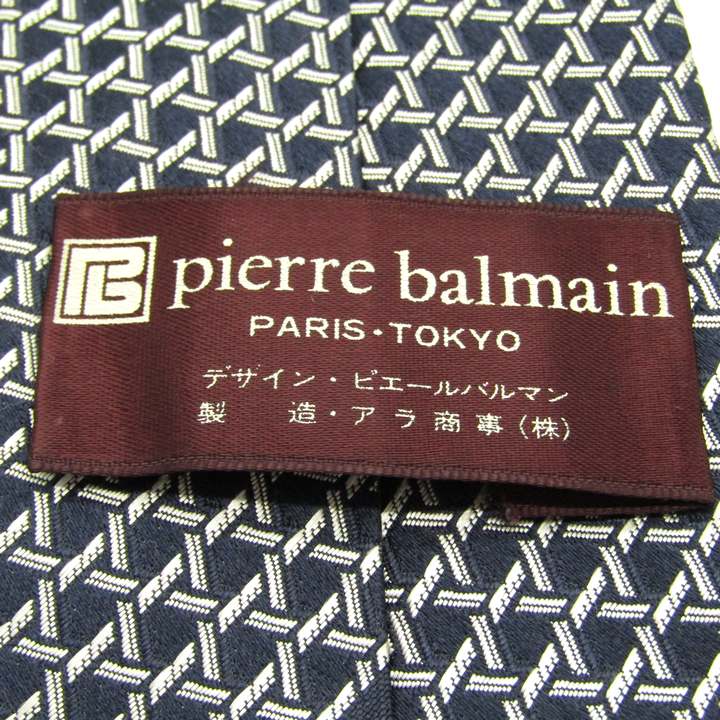 PB pierre balmain
PARIS・TOKYO
デザイン・ピエールバルマン
製　　造・アラ商事(株)